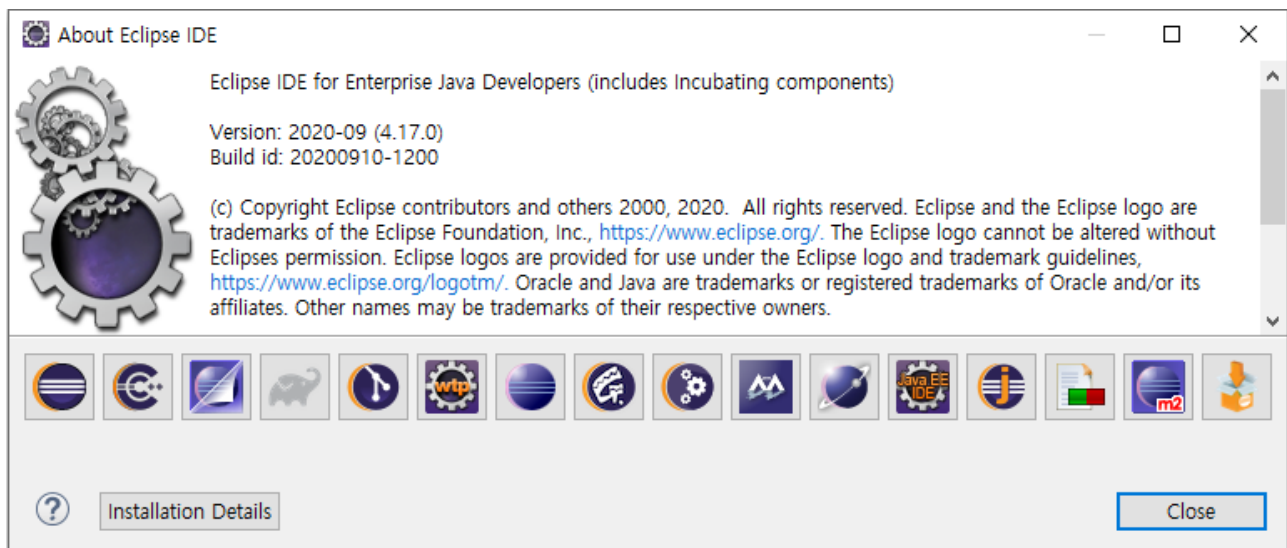 About Eclipse IDE
Eclipse IDE for Enterprise Java Developers (includes Incubating components)
Version: 2020-09 (4.17.0)
Build id: 20200910-1200
(c) Copyright Eclipse contributors and others 2000, 2020.  All rights reserved. Eclipse and the Eclipse logo are
trademarks of the Eclipse Foundation, Inc., https://www.eclipse.org/. The Eclipse logo cannot be altered without
Eclipses permission. Eclipse logos are provided for use under the Eclipse logo and trademark guidelines,
https://www.eclipse.org/logotm/. Oracle and Java are trademarks or registered trademarks of Oracle and/or its
affiliates. Other names may be trademarks of their respective owners.
wtp
Java EE
IDE
j
m2
?
Installation Details
Close